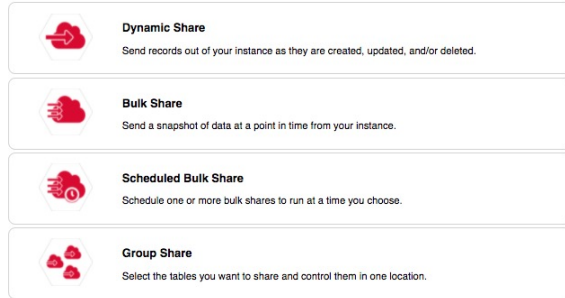 Dynamic Share
Send records out of your instance as they are created, updated, and/or deleted.
Bulk Share
Send a snapshot of data at a point in time from your instance.
Scheduled Bulk Share
Schedule one or more bulk shares to run at a time you choose.
Group Share
Select the tables you want to share and control them in one location.